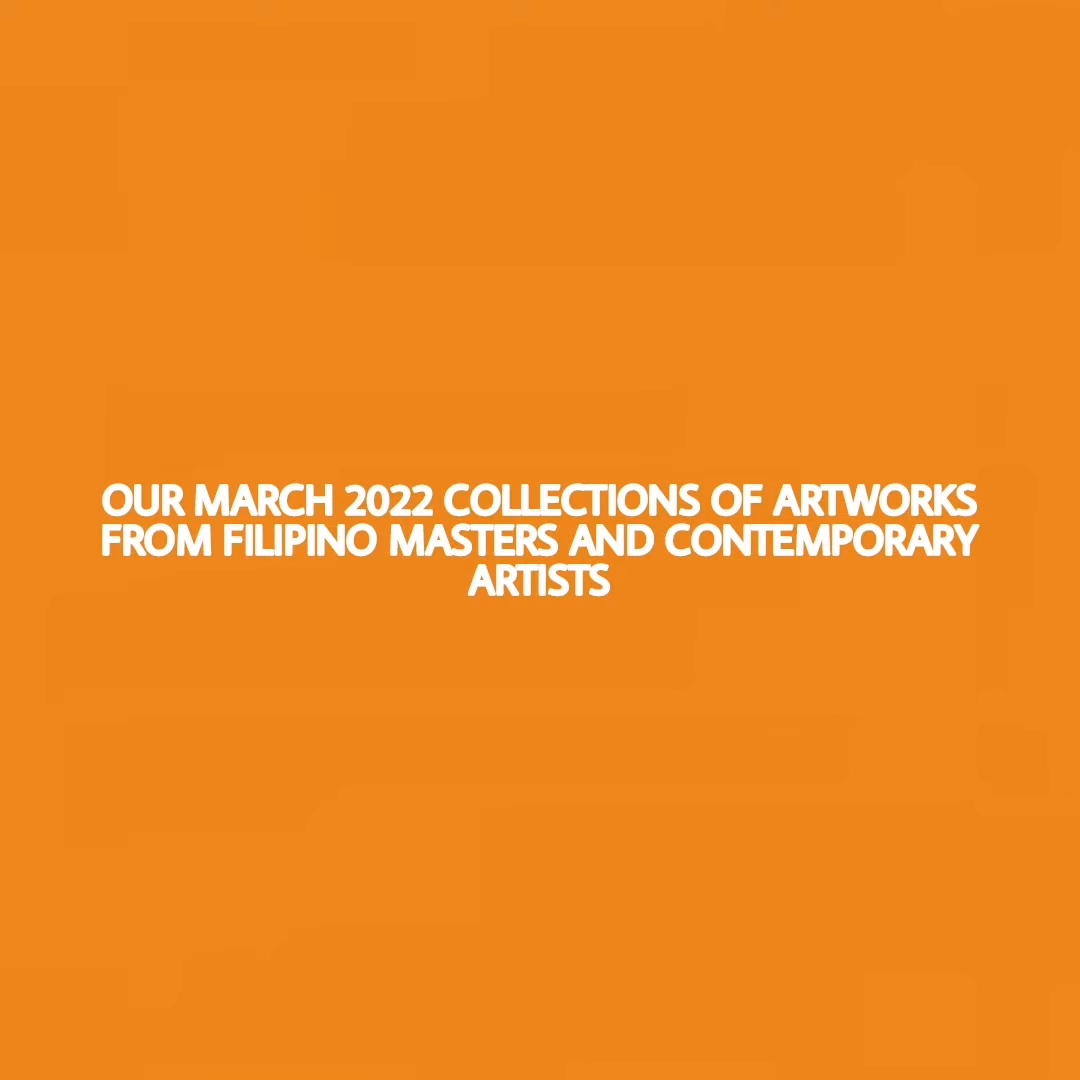 OUR MARCH 2022 COLLECTIONS OF ARTWORKS
FROM FILIPINO MASTERS AND CONTEMPORARY
ARTISTS